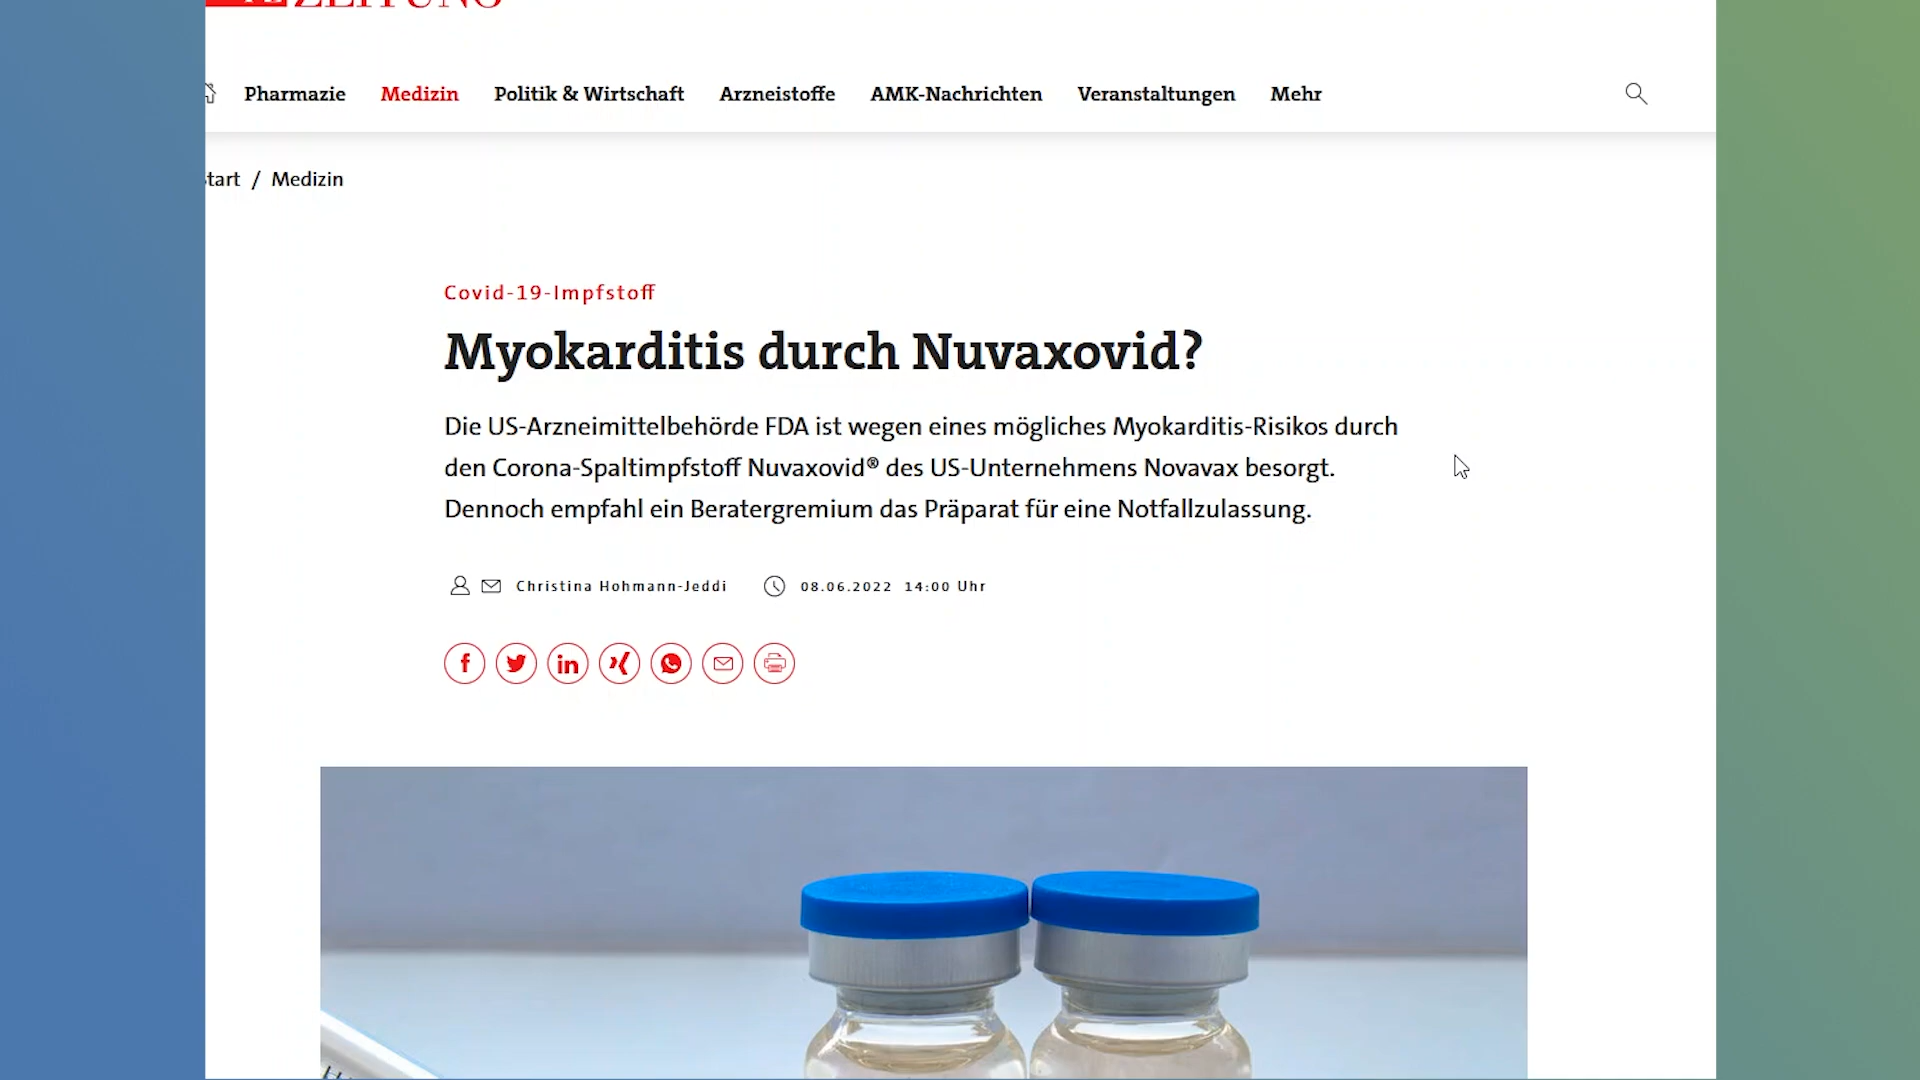 ZEITUNG
Pharmazie Medizin Politik & Wirtschaft Arzneistoffe AMK-Nachrichten Veranstaltungen Mehr
Start / Medizin
Covid-19-Impfstoff
Myokarditis durch Nuvaxovid?
Die US-Arzneimittelbehörde FDA ist wegen eines mögliches Myokarditis-Risikos durch
den Corona-Spaltimpfstoff Nuvaxovid® des US-Unternehmens Novavax besorgt.
Dennoch empfahl ein Beratergremium das Präparat für eine Notfallzulassung.
Christina Hohmann-Jeddi 08.06.2022 14:00 Uhr